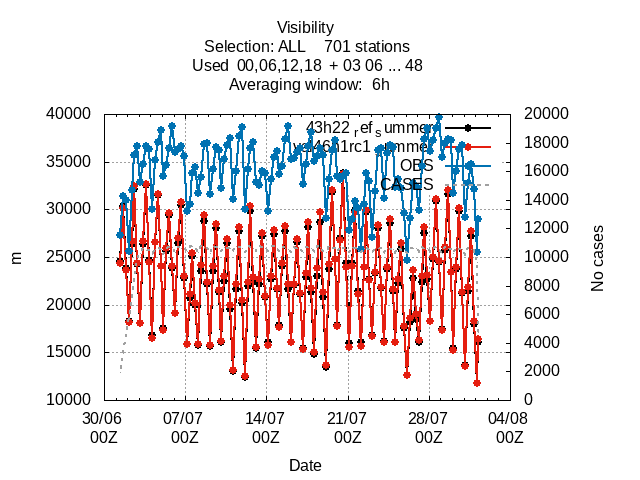 Visibility
Selection: ALL 701 stations
Used 00,06,12,18 + 03 06 ... 48
Averaging window: 6h
40000
35000
30000
25000
20000
15000
10000
m
20000
18000
16000
14000
12000
10000
8000
6000
4000
2000
0
No cases
43h22
OBS
CASES
30/06 07/07 14/07 21/07 28/07 04/08
00Z 00Z 00Z 00Z 00Z 00Z
Date